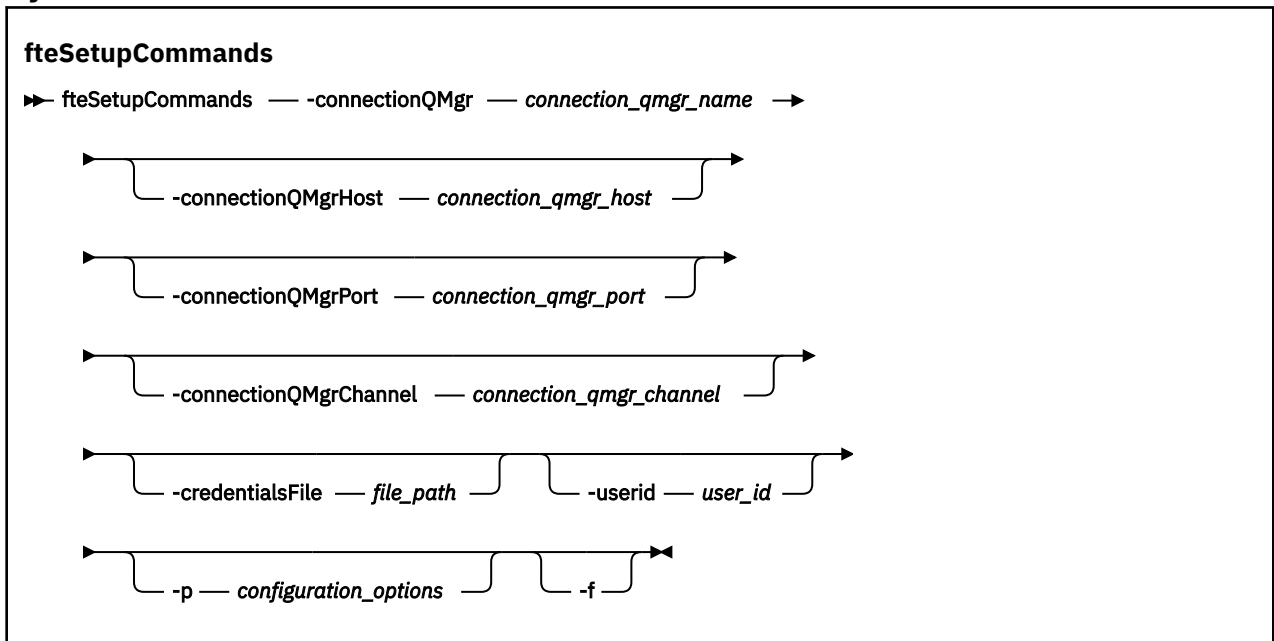 fteSetupCommands
fteSetupCommands -connectionQMgr connection_qmgr_name
-connectionQMgrHost connection_qmgr_host
-connectionQMgrPort connection_qmgr_port
-connectionQMgrChannel connection_qmgr_channel
-credentialsFile file_path -userid user_id
-p configuration_options -f